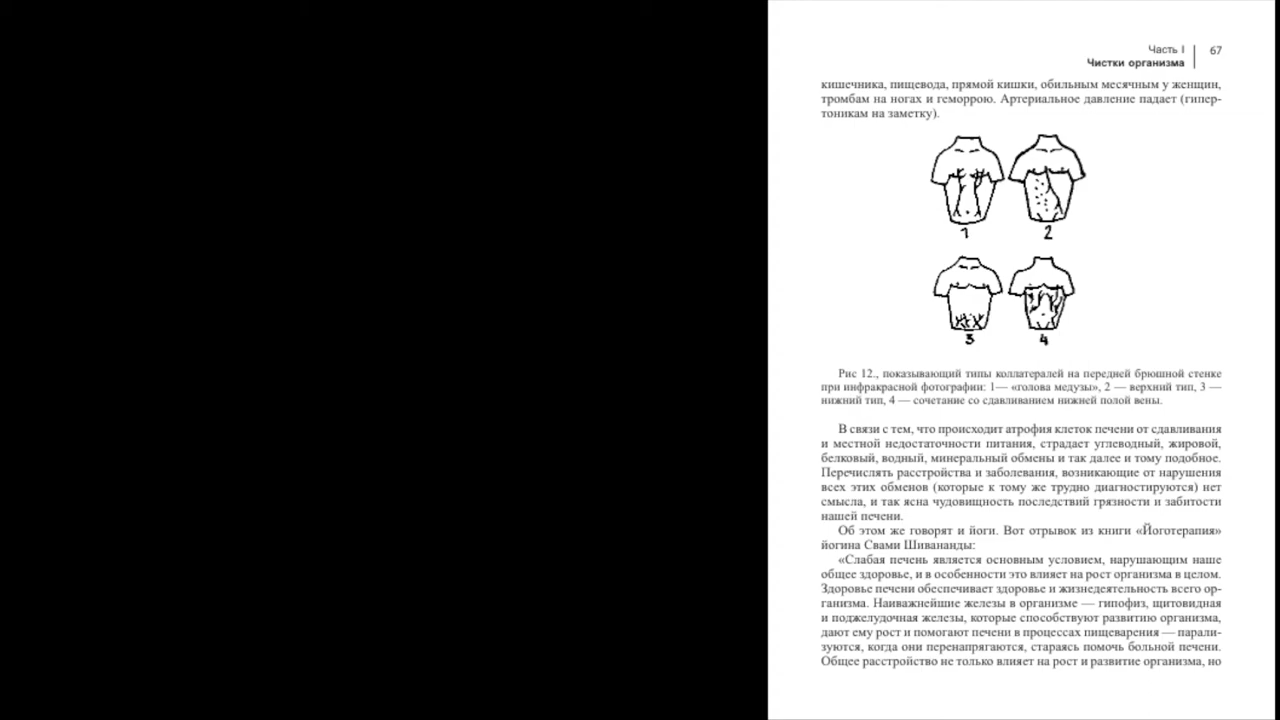 Часть I
67
Чистки организма
кишечника, пищевода, прямой кишки, обильным месячным у женщин,
тромбам на ногах и геморрою. Артериальное давление падает (гипер-
тоникам на заметку).
1
2
3
4
Рис 12., показывающий типы коллатералей на передней брюшной стенке
при инфракрасной фотографии: 1— «голова медузы», 2 — верхний тип, 3 —
нижний тип, 4 — сочетание со сдавливанием нижней полой вены.
В связи с тем, что происходит атрофия клеток печени от сдавливания
и местной недостаточности питания, страдает углеводный, жировой,
белковый, водный, минеральный обмены и так далее и тому подобное.
Перечислять расстройства и заболевания, возникающие от нарушения
всех этих обменов (которые к тому же трудно диагностируются) нет
смысла, и так ясна чудовищность последствий грязности и забитости
нашей печени.
Об этом же говорят и йоги. Вот отрывок из книги «Йоготерапия»
йогина Свами Шивананды:
«Слабая печень является основным условием, нарушающим наше
общее здоровье, и в особенности это влияет на рост организма в целом.
Здоровье печени обеспечивает здоровье и жизнедеятельность всего ор-
ганизма. Наиважнейшие железы в организме — гипофиз, щитовидная
и поджелудочная железы, которые способствуют развитию организма,
дают ему рост и помогают печени в процессах пищеварения — парали-
зуются, когда они перенапрягаются, стараясь помочь больной печени.
Общее расстройство не только влияет на рост и развитие организма, но